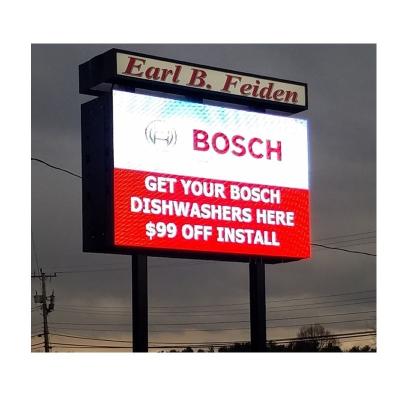 Earl B. Feiden
BOSCH
GET YOUR BOSCH
DISHWASHERS HERE
$99 OFF INSTALL